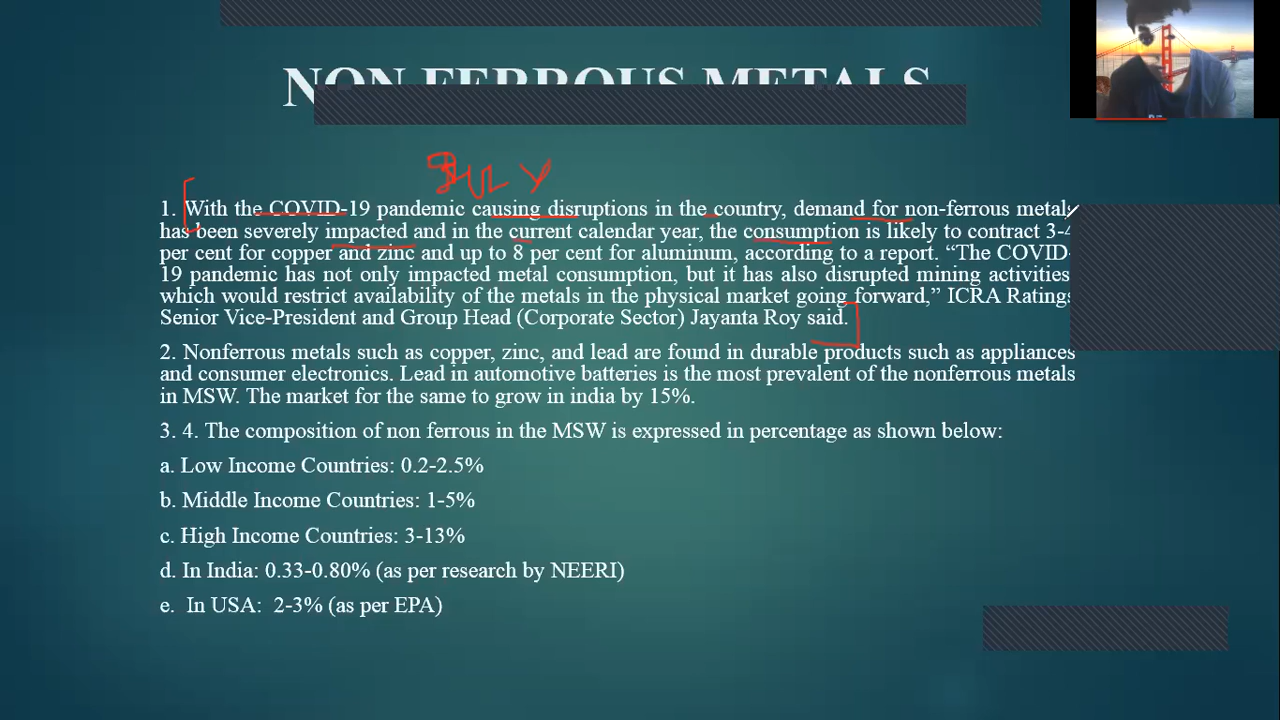 NON FERROUS METALS
1. With the COVID-19 pandemic causing disruptions in the country, demand for non-ferrous metals
has been severely impacted and in the current calendar year, the consumption is likely to contract 3-4
per cent for copper and zinc and up to 8 per cent for aluminum, according to a report. “The COVID-
19 pandemic has not only impacted metal consumption, but it has also disrupted mining activities
which would restrict availability of the metals in the physical market going forward,” ICRA Ratings
Senior Vice-President and Group Head (Corporate Sector) Jayanta Roy said.
2. Nonferrous metals such as copper, zinc, and lead are found in durable products such as appliances
and consumer electronics. Lead in automotive batteries is the most prevalent of the nonferrous metals
in MSW. The market for the same to grow in india by 15%.
3. 4. The composition of non ferrous in the MSW is expressed in percentage as shown below:
a. Low Income Countries: 0.2-2.5%
b. Middle Income Countries: 1-5%
c. High Income Countries: 3-13%
d. In India: 0.33-0.80% (as per research by NEERI)
e. In USA: 2-3% (as per EPA)